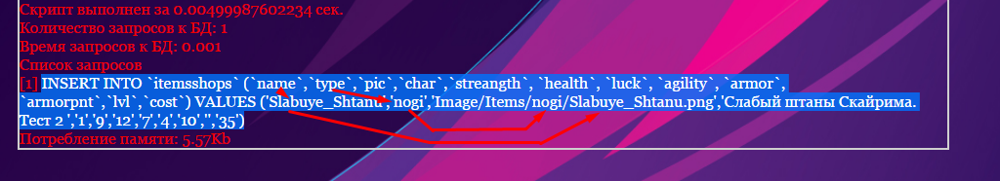 Скрипт выполнен за 0.00499987602234 сек.
Количество запросов к БД: 1
Время запросов к БД: 0.001
Список запросов
[1] INSERT INTO `itemsshops` (`name`,`type`,`pic`,`char`,`streangth`, `health`, `luck`, `agility`,`armor`,
`armorpnt`,`lvl`,`cost`) VALUES ('Slabuye_Shtani','nogi','Image/Items/nogi/Slabuye_Shtanu.png','Слабый штаны Скайрима.
Тест 2 ','1','9','12','7','4','10','','35')
Потребление памяти: 5.57Kb